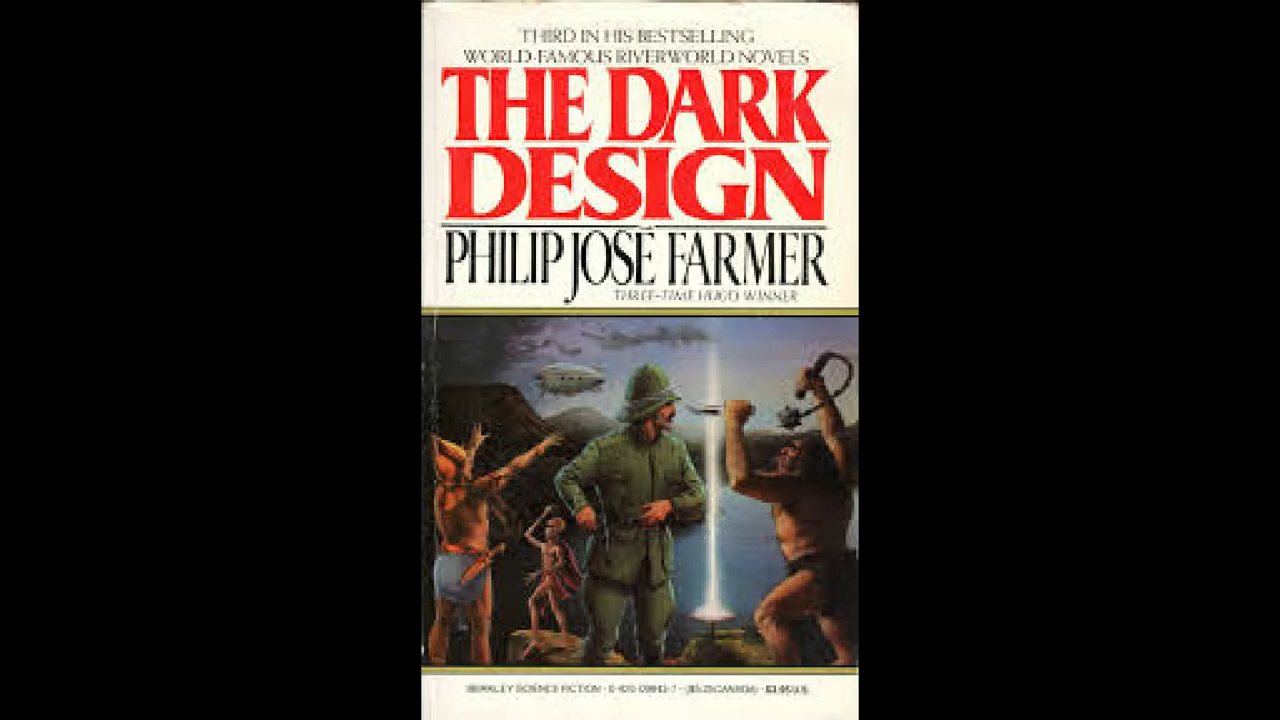 THIRD IN HIS BESTSELLING
WORLD-FAMOUS RIVERWORLD NOVELS
THE DARK
DESIGN
PHILIP JOSÉ FARMER
THREE-TIME HUGO WINNER
BERKLEY SCIENCE FICTION